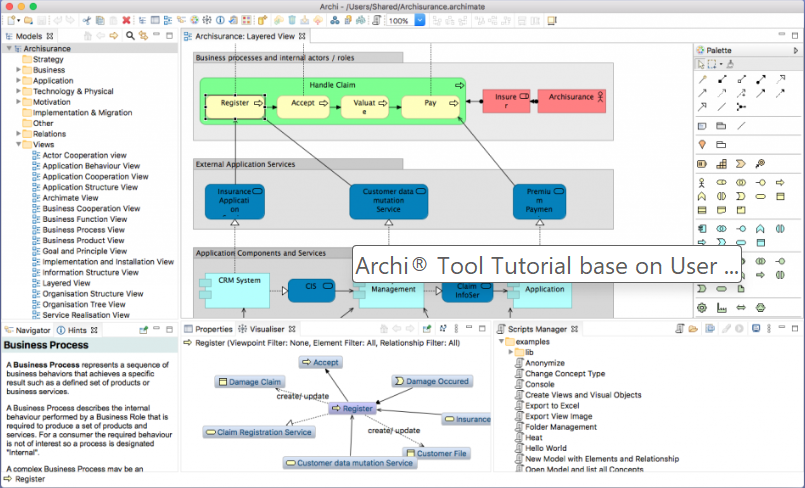 Archi - /Users/Shared/Archisurance.archimate
100%
Models
Archisurance
Strategy
Business
Application
Technology & Physical
Motivation
Implementation & Migration
Other
Relations
Views
Actor Cooperation view
Application Behaviour View
Application Cooperation View
Application Structure View
Archimate View
Business Cooperation View
Business Function View
Business Process View
Business Product View
Goal and Principle View
Implementation and Installation View
Information Structure View
Layered View
Organisation Structure View
Organisation Tree View
Service Realisation View
Archisurance: Layered View
Business processes and internal actors / roles
Handle Claim
Register
Accept
Valuat
e
Pay
Insure
r
Archisurance
External Application Services
Insurance
Application
Customer data
mutation
Service
Premiu
m
Paymen
Application Components and Services
CRM System
CIS
Management
Claim
InfoSer
Application
Archi® Tool Tutorial base on User ...
Palette
Navigator
Hints
Business Process
A Business Process represents a sequence of
business behaviors that achieves a specific
result such as a defined set of products or
business services.
A Business Process describes the internal
behaviour performed by a Business Role that is
required to produce a set of products and
services. For a consumer the required behaviour
is not of interest so a process is designated
"internal".
A complex Business Process may be an
Register
Properties
Visualiser
Register (Viewpoint Filter: None, Element Filter: All, Relationship Filter: All)
Accept
Damage Claim
Damage Occured
create/ update
Register
Insurance
Claim Registration Service
create/ update
Customer File
Customer data mutation Service
Scripts Manager
examples
lib
Anonymize
Change Concept Type
Console
Create Views and Visual Objects
Export to Excel
Export View Image
Folder Management
Heat
Hello World
New Model with Elements and Relationship
Open Model and list all Concepts